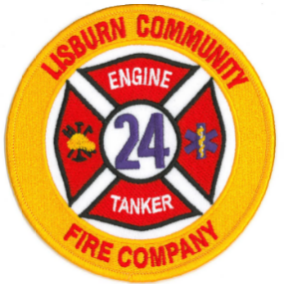 LISBURN COMMUNITY
ENGINE
24
TANKER
FIRE COMPANY